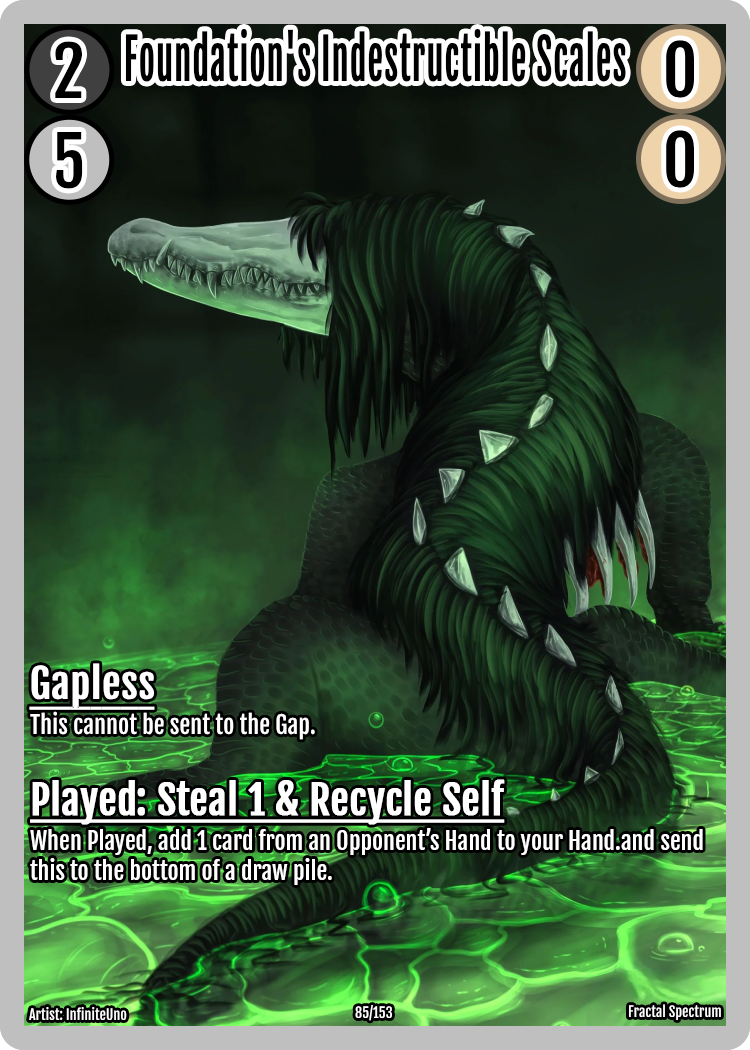 2
Foundation's Indestructible Scales
0
5
0
Gapless
This cannot be sent to the Gap.
Played: Steal 1 & Recycle Self
When Played, add 1 card from an Opponent's Hand to your Hand.and send
this to the bottom of a draw pile.
Artist: InfiniteUno
85/153
Fractal Spectrum